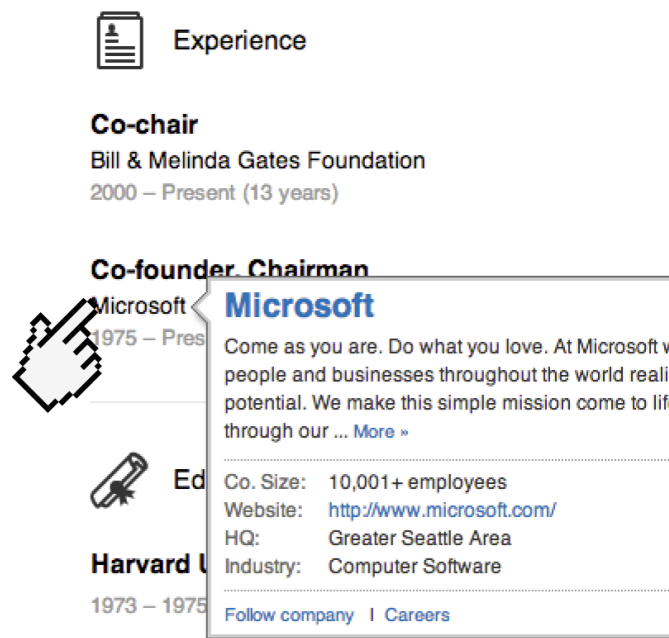 Experience
Co-chair
Bill & Melinda Gates Foundation
2000 – Present (13 years)
Co-founder, Chairman
Microsoft
1975 – Pres
Microsoft
Come as you are. Do what you love. At Microsoft
people and businesses throughout the world reali
potential. We make this simple mission come to life
through our ... More »
Co. Size: 10,001+ employees
Website: http://www.microsoft.com/
HQ: Greater Seattle Area
Industry: Computer Software
Follow company | Careers
Ed
Harvard
1973 – 1975